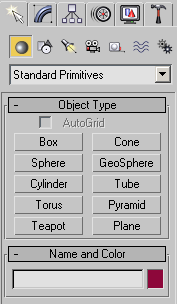 Standard Primitives
- Object Type
AutoGrid
Box Cone
Sphere GeoSphere
Cylinder Tube
Torus Pyramid
Teapot Plane
- Name and Color